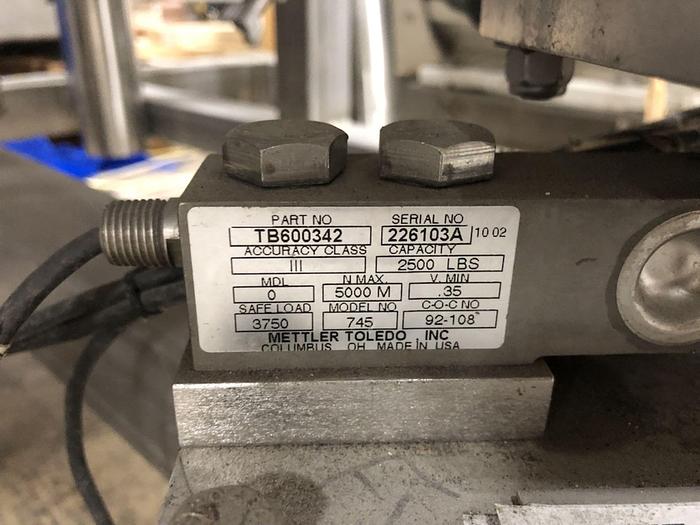 PART NO SERIAL NO
TB600342 226103A 10 02
ACCURACY CLASS CAPACITY
III 2500 LBS
MDL N MAX. V. MIN
0 5000 M .35
SAFE LOAD MODEL NO C-O-C NO
3750 745 92-108
METTLER TOLEDO INC
COLUMBUS OH MADE IN USA